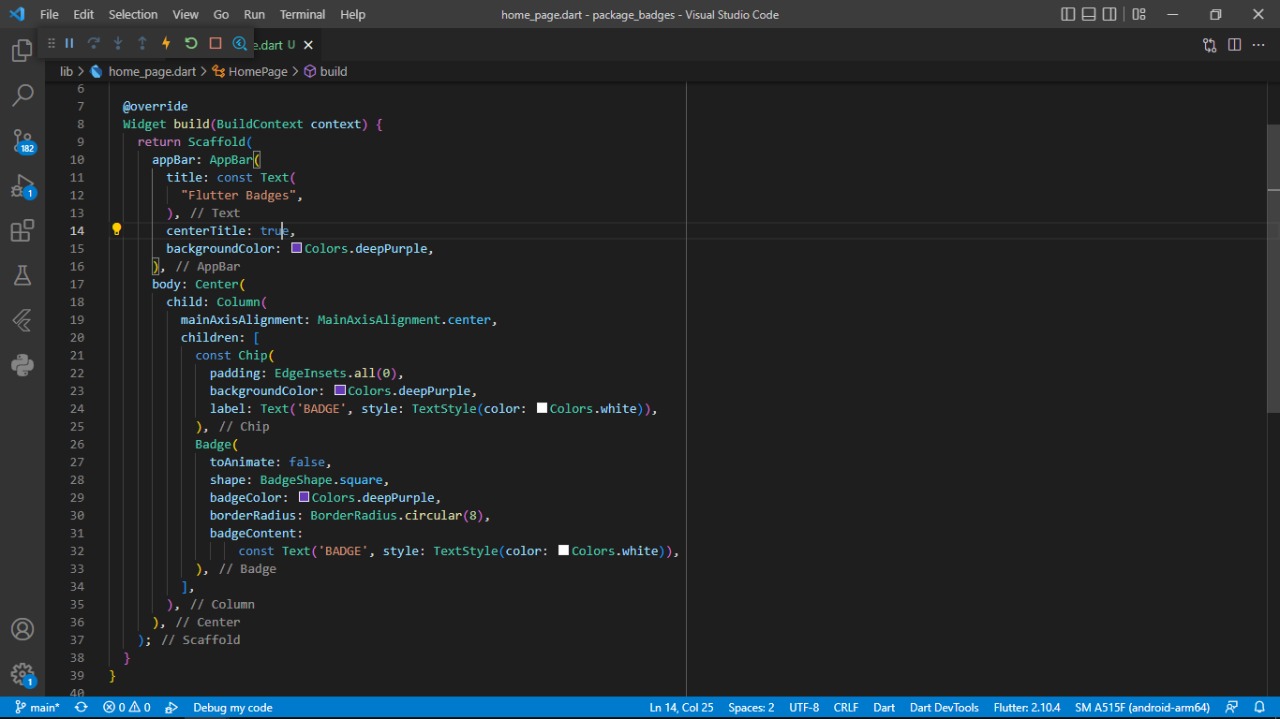 File Edit Selection View Go Run Terminal Help home_page.dart - package_badges - Visual Studio Code
e.dart U
lib > home_page.dart > HomePage > build
6
7 @override
8 Widget build(BuildContext context) {
9 return Scaffold(
10 appBar: AppBar(
11 title: const Text(
12 "Flutter Badges",
13 ), // Text
14 centerTitle: true,
15 backgroundColor: Colors.deepPurple,
16 ), // AppBar
17 body: Center(
18 child: Column(
19 mainAxisAlignment: MainAxisAlignment.center,
20 children: [
21 const Chip(
22 padding: EdgeInsets.all(0),
23 backgroundColor: Colors.deepPurple,
24 label: Text('BADGE', style: TextStyle(color: Colors.white)),
25 ), // Chip
26 Badge(
27 toAnimate: false,
28 shape: BadgeShape.square,
29 badgeColor: Colors.deepPurple,
30 borderRadius: BorderRadius.circular(8),
31 badgeContent:
32 const Text('BADGE', style: TextStyle(color: Colors.white)),
33 ), // Badge
34 ],
35 ), // Column
36 ), // Center
37 ); // Scaffold
38 }
39 }
40
182
1
1
main* 0 0 Debug my code Ln 14, Col 25 Spaces: 2 UTF-8 CRLF Dart Dart DevTools Flutter: 2.10.4 SM A515F (android-arm64)